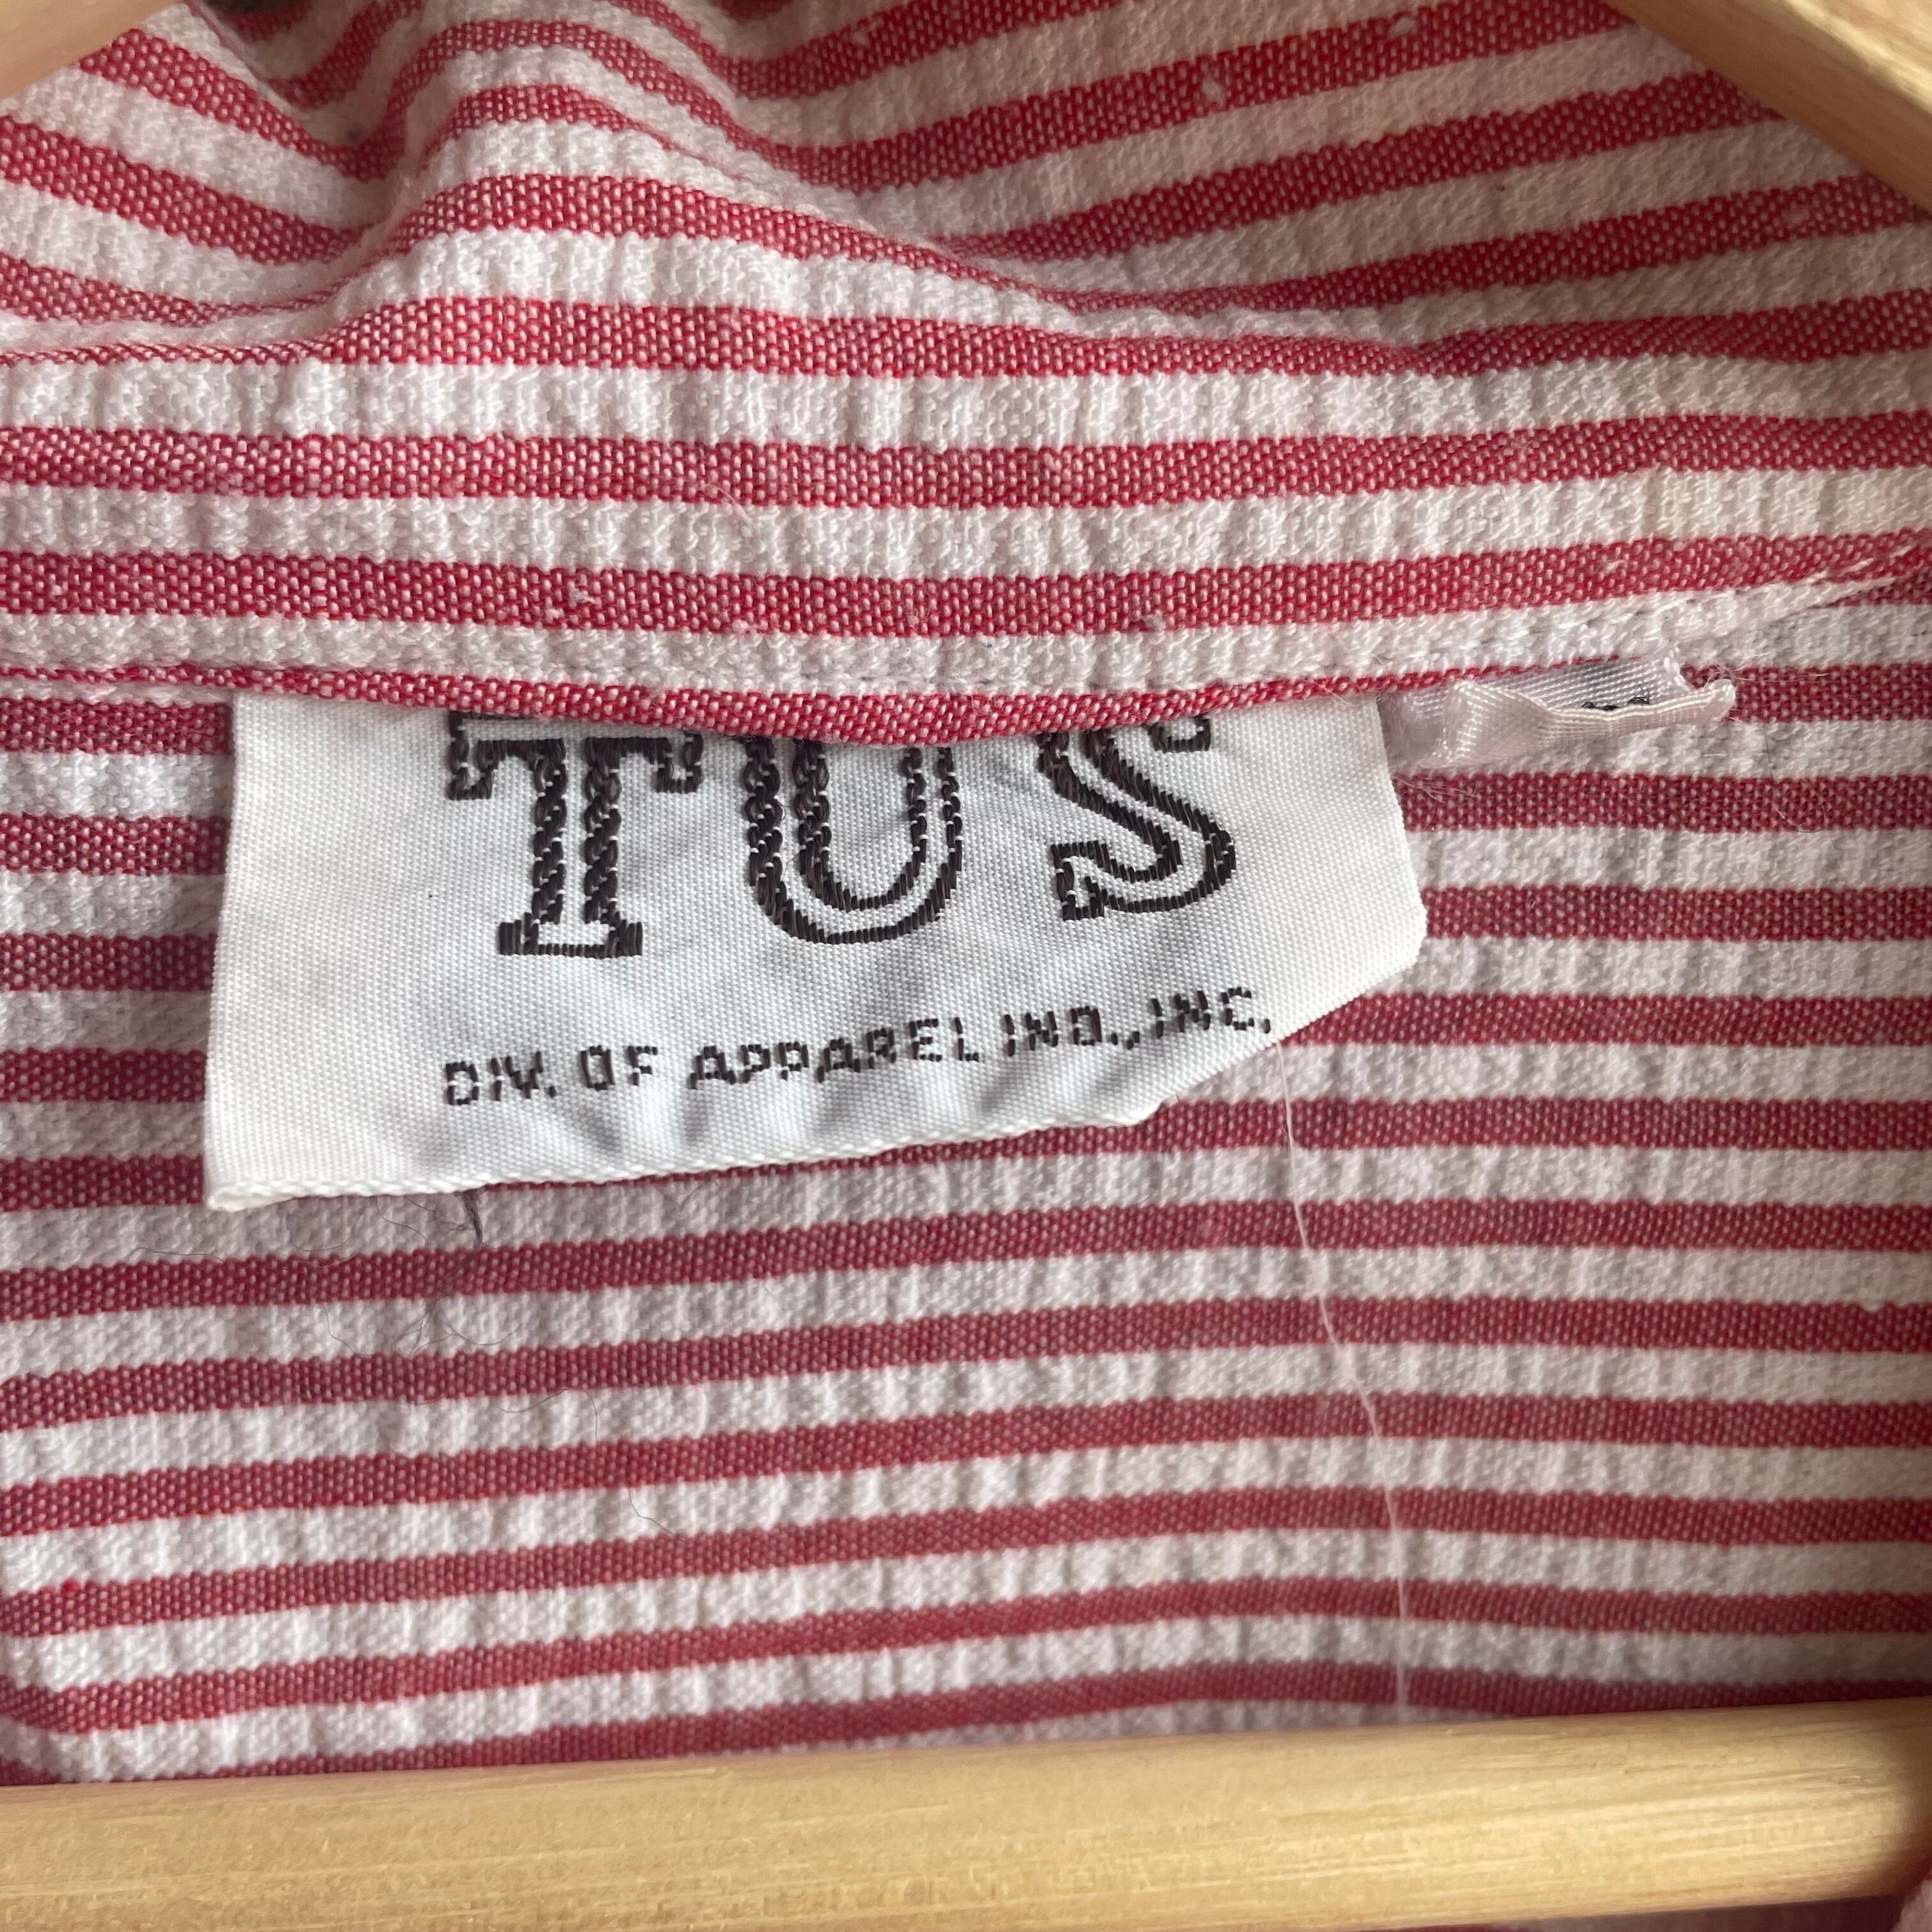 TUS
DIV. OF APPAREL IND., INC.